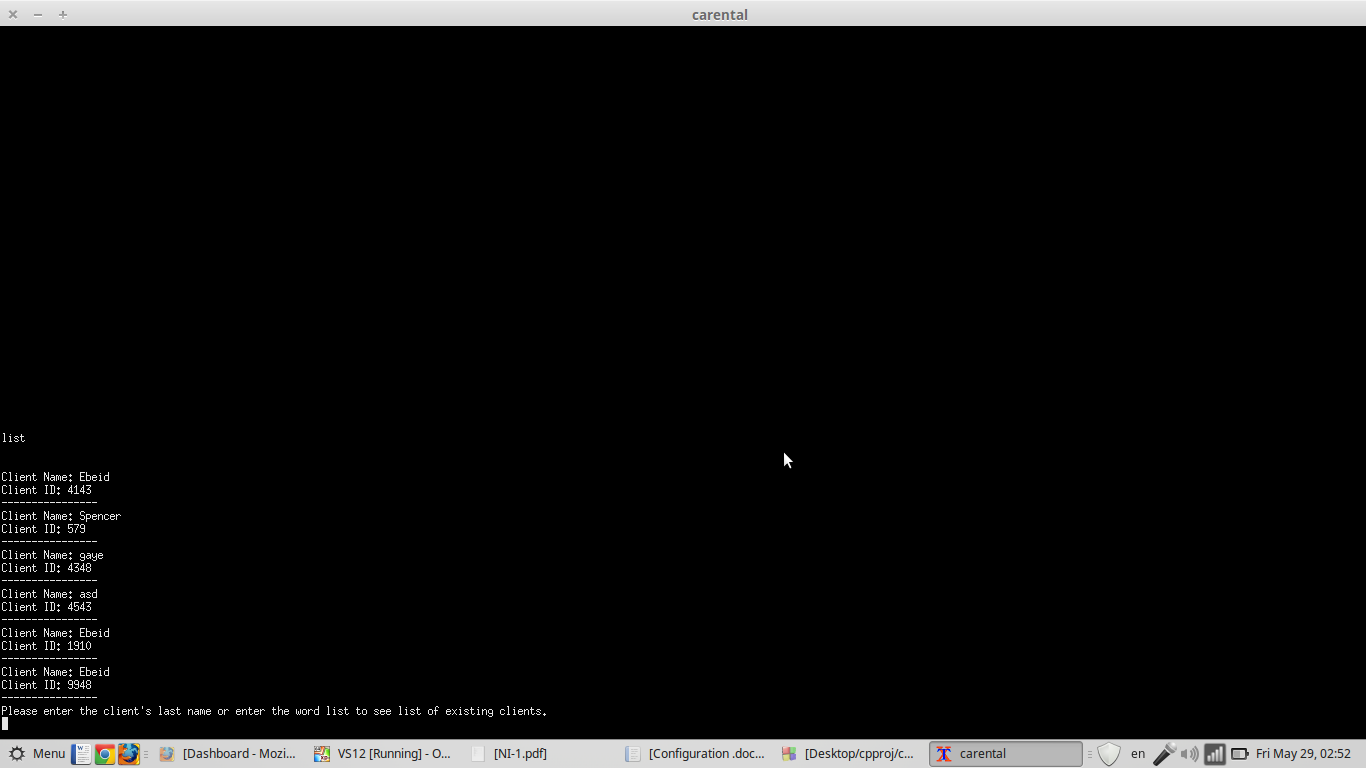 carental
list
Client Name: Ebeid
Client ID: 4143
----------------
Client Name: Spencer
Client ID: 579
----------------
Client Name: gaye
Client ID: 4348
----------------
Client Name: asd
Client ID: 4543
----------------
Client Name: Ebeid
Client ID: 1910
----------------
Client Name: Ebeid
Client ID: 9948
----------------
Please enter the client's last name or enter the word list to see list of existing clients.
Menu [Dashboard - Mozi... VS12 [Running] - O... [NI-1.pdf] [Configuration .doc... [Desktop/cpproj/c... carental en Fri May 29, 02:52